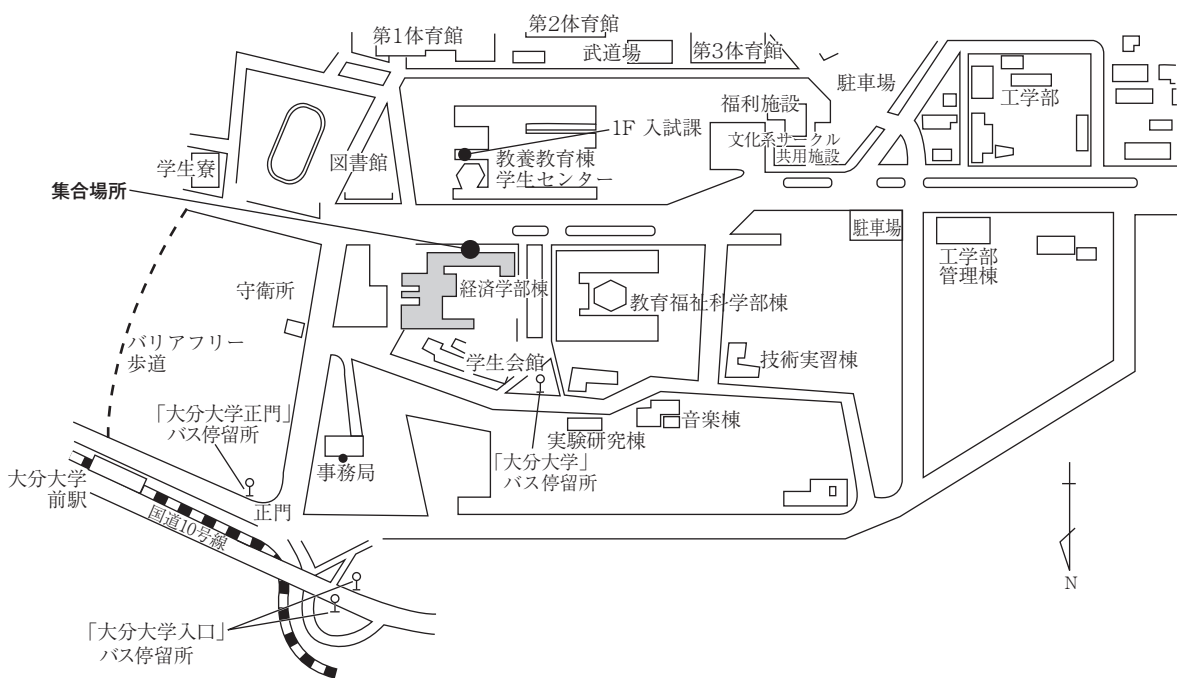 第1体育館
第2体育館
武道場
第3体育館
駐車場
工学部
福利施設
1F 入試課
文化系サークル
共用施設
教養教育棟
学生センター
図書館
学生寮
集合場所
駐車場
工学部
管理棟
経済学部棟
教育福祉科学部棟
守衛所
バリアフリー
歩道
学生会館
技術実習棟
「大分大学正門」
バス停留所
音楽棟
実験研究棟
「大分大学」
バス停留所
事務局
大分大学
前駅
正門
国道10号線
N
「大分大学入口」
バス停留所